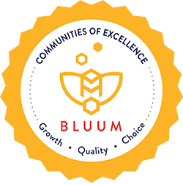 COMMUNITIES OF EXCELLENCE
BLUUM
Growth • Quality • Choice